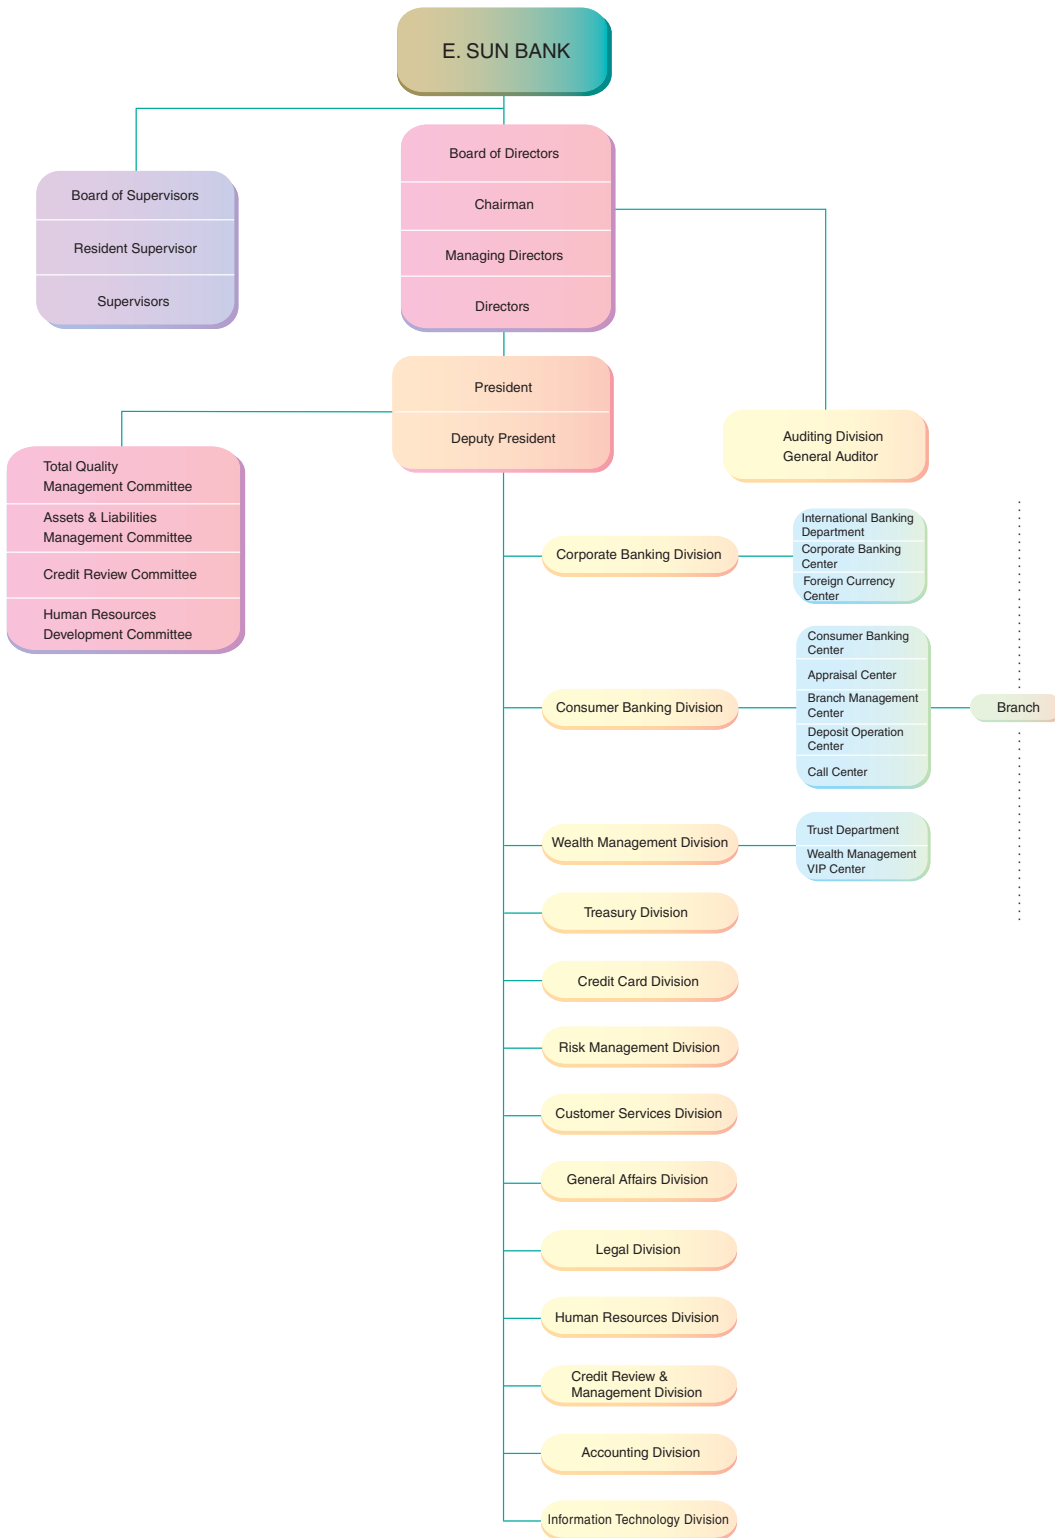 E. SUN BANK
Board of Directors
Chairman
Managing Directors
Directors
Board of Supervisors
Resident Supervisor
Supervisors
President
Deputy President
Auditing Division
General Auditor
Total Quality
Management Committee
Assets & Liabilities
Management Committee
Credit Review Committee
Human Resources
Development Committee
Corporate Banking Division
International Banking
Department
Corporate Banking
Center
Foreign Currency
Center
Consumer Banking Division
Consumer Banking
Center
Appraisal Center
Branch Management
Center
Deposit Operation
Center
Call Center
Branch
Wealth Management Division
Trust Department
Wealth Management
VIP Center
Treasury Division
Credit Card Division
Risk Management Division
Customer Services Division
General Affairs Division
Legal Division
Human Resources Division
Credit Review &
Management Division
Accounting Division
Information Technology Division